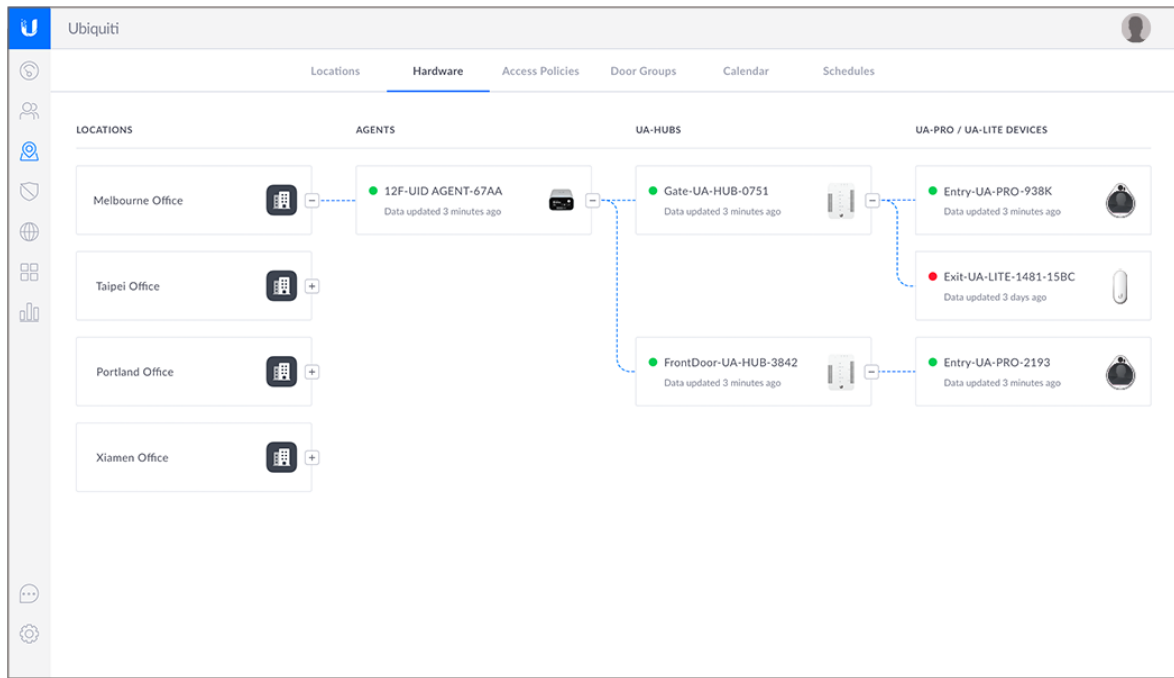 Ubiquiti
Locations Hardware Access Policies Door Groups Calendar Schedules
LOCATIONS AGENTS UA-HUBS UA-PRO / UA-LITE DEVICES
Melbourne Office
12F-UID AGENT-67AA
Data updated 3 minutes ago
Gate-UA-HUB-0751
Data updated 3 minutes ago
Entry-UA-PRO-938K
Data updated 3 minutes ago
Taipei Office
Exit-UA-LITE-1481-15BC
Data updated 3 days ago
Portland Office
FrontDoor-UA-HUB-3842
Data updated 3 minutes ago
Entry-UA-PRO-2193
Data updated 3 minutes ago
Xiamen Office